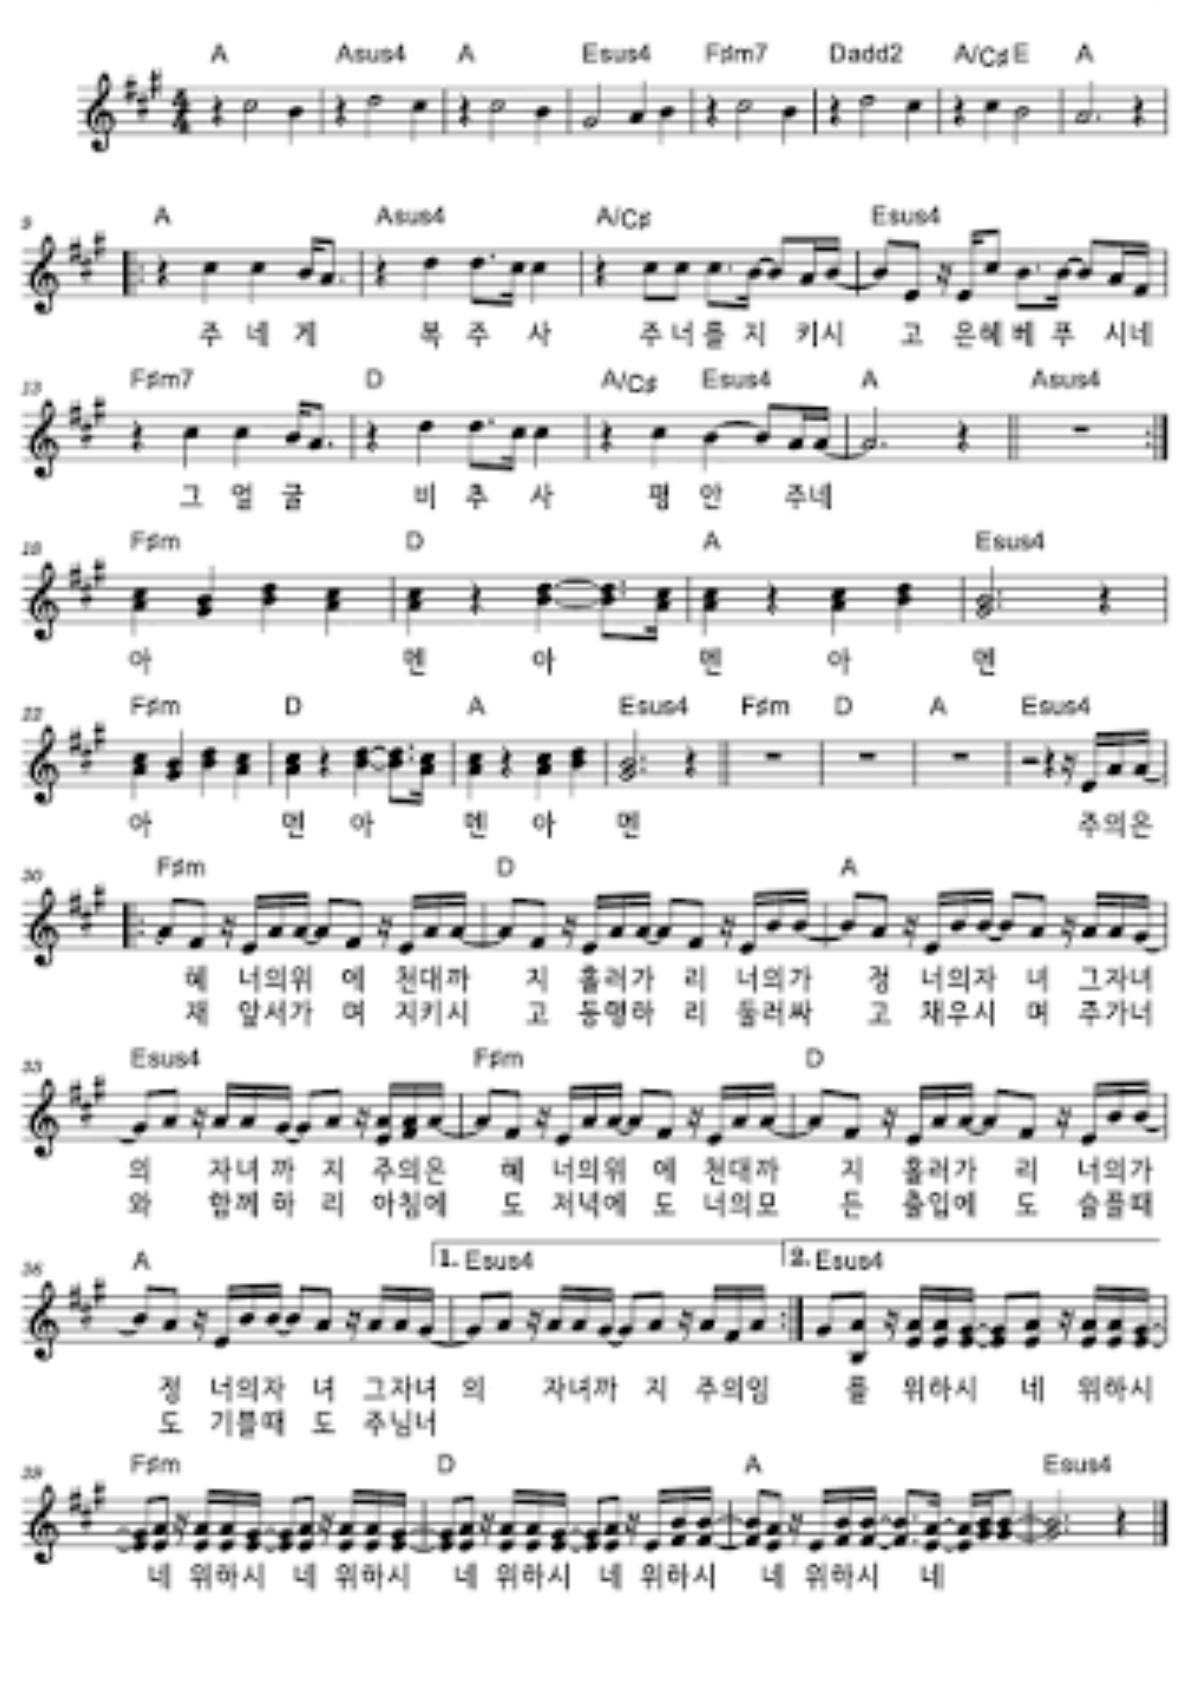 A Asus4 A Esus4 F♯m7 Dadd2 A/C♯ E A
9 A Asus4 A/C♯ Esus4
주 네 게 복 주 사 주 너 를 지 키시 고 은혜 베 푸 시네
13 F♯m7 D A/C♯ Esus4 A Asus4
그 얼 굴 비 추 사 평 안 주네
18 F♯m D A Esus4
아 멘 아 멘 아 멘
22 F♯m D A Esus4 F♯m D A Esus4
아 멘 아 멘 아 멘 주의은
30 F♯m D A
혜 너의위 에 천대까 지 흘러가 리 너의가 정 너의자 녀 그자녀
재 앞서가 며 지키시 고 동행하 리 둘러싸 고 채우시 며 주가너
33 Esus4 F♯m D
의 자녀 까 지 주의은 혜 너의위 에 천대까 지 흘러가 리 너의가
와 함께 하 리 아침에 도 저녁에 도 너의모 든 출입에 도 슬플때
36 A 1. Esus4 2. Esus4
정 너의자 녀 그자녀 의 자녀까 지 주의임 를 위하시 네 위하시
도 기쁠때 도 주님너
39 F♯m D A Esus4
네 위하시 네 위하시 네 위하시 네 위하시 네 위하시 네